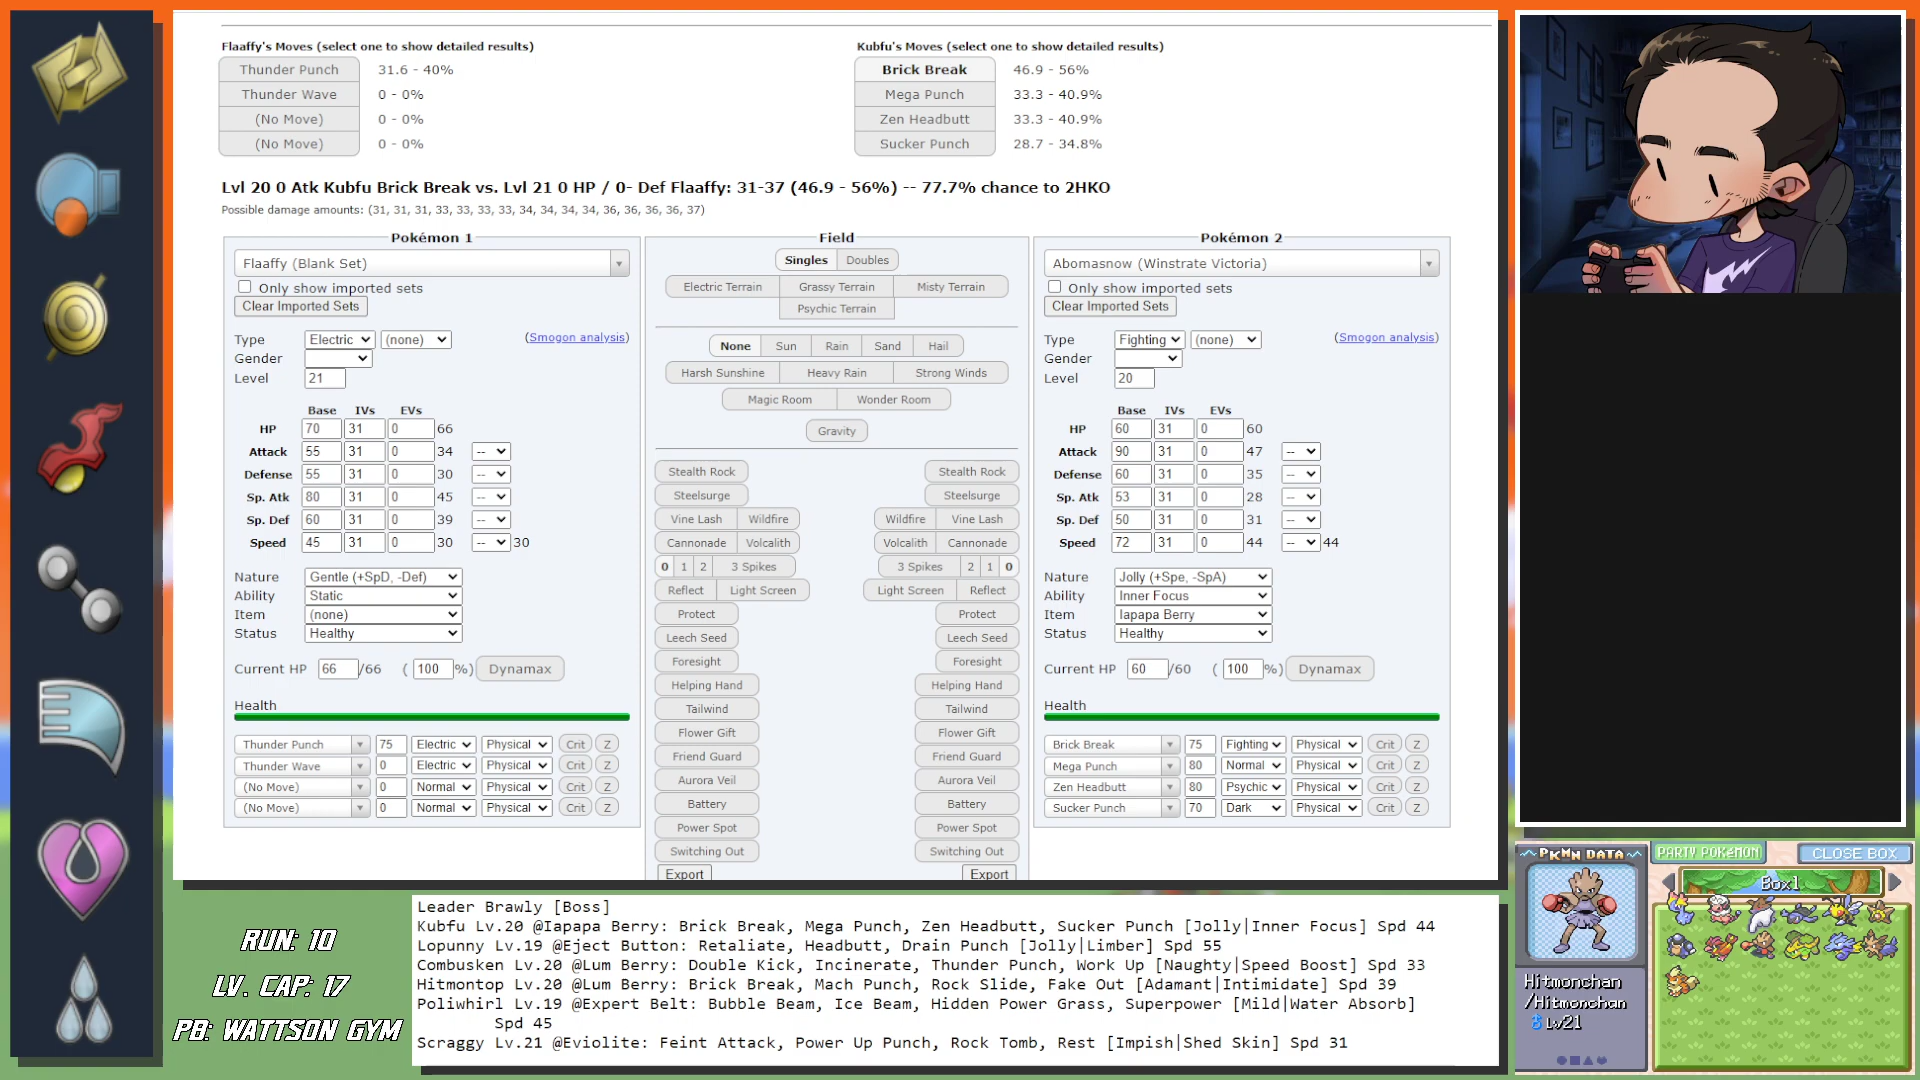 Flaaffy's Moves (select one to show detailed results)
Thunder Punch 31.6 - 40%
Thunder Wave 0 - 0%
(No Move) 0 - 0%
(No Move) 0 - 0%
Kubfu's Moves (select one to show detailed results)
Brick Break 46.9 - 56%
Mega Punch 33.3 - 40.9%
Zen Headbutt 33.3 - 40.9%
Sucker Punch 28.7 - 34.8%
Lvl 20 0 Atk Kubfu Brick Break vs. Lvl 21 0 HP / 0- Def Flaaffy: 31-37 (46.9 - 56%) -- 77.7% chance to 2HKO
Possible damage amounts: (31, 31, 31, 33, 33, 33, 33, 34, 34, 34, 34, 36, 36, 36, 36, 37)
Pokémon 1
Flaaffy (Blank Set)
Only show imported sets
Clear Imported Sets
Type Electric (none) (Smogon analysis)
Gender
Level 21
Base IVs EVs
HP 70 31 0 66
Attack 55 31 0 34 --
Defense 55 31 0 30 --
Sp. Atk 80 31 0 45 --
Sp. Def 60 31 0 39 --
Speed 45 31 0 30 -- 30
Nature Gentle (+SpD, -Def)
Ability Static
Item (none)
Status Healthy
Current HP 66 /66 ( 100 %) Dynamax
Health
Thunder Punch 75 Electric Physical Crit Z
Thunder Wave 0 Electric Physical Crit Z
(No Move) 0 Normal Physical Crit Z
(No Move) 0 Normal Physical Crit Z
Field
Singles Doubles
Electric Terrain Grassy Terrain Misty Terrain
Psychic Terrain
None Sun Rain Sand Hail
Harsh Sunshine Heavy Rain Strong Winds
Magic Room Wonder Room
Gravity
Stealth Rock Stealth Rock
Steelsurge Steelsurge
Vine Lash Wildfire Wildfire Vine Lash
Cannonade Volcalith Volcalith Cannonade
0 1 2 3 Spikes 3 Spikes 2 1 0
Reflect Light Screen Light Screen Reflect
Protect Protect
Leech Seed Leech Seed
Foresight Foresight
Helping Hand Helping Hand
Tailwind Tailwind
Flower Gift Flower Gift
Friend Guard Friend Guard
Aurora Veil Aurora Veil
Battery Battery
Power Spot Power Spot
Switching Out Switching Out
Export Export
Pokémon 2
Abomasnow (Winstrate Victoria)
Only show imported sets
Clear Imported Sets
Type Fighting (none) (Smogon analysis)
Gender
Level 20
Base IVs EVs
HP 60 31 0 60
Attack 90 31 0 47 --
Defense 60 31 0 35 --
Sp. Atk 53 31 0 28 --
Sp. Def 50 31 0 31 --
Speed 72 31 0 44 -- 44
Nature Jolly (+Spe, -SpA)
Ability Inner Focus
Item Iapapa Berry
Status Healthy
Current HP 60 /60 ( 100 %) Dynamax
Health
Brick Break 75 Fighting Physical Crit Z
Mega Punch 80 Normal Physical Crit Z
Zen Headbutt 80 Psychic Physical Crit Z
Sucker Punch 70 Dark Physical Crit Z
RUN: 10
LV. CAP: 17
PB: WATTSON GYM
Leader Brawly [Boss]
Kubfu Lv.20 @Iapapa Berry: Brick Break, Mega Punch, Zen Headbutt, Sucker Punch [Jolly|Inner Focus] Spd 44
Lopunny Lv.19 @Eject Button: Retaliate, Headbutt, Drain Punch [Jolly|Limber] Spd 55
Combusken Lv.20 @Lum Berry: Double Kick, Incinerate, Thunder Punch, Work Up [Naughty|Speed Boost] Spd 33
Hitmontop Lv.20 @Lum Berry: Brick Break, Mach Punch, Rock Slide, Fake Out [Adamant|Intimidate] Spd 39
Poliwhirl Lv.19 @Expert Belt: Bubble Beam, Ice Beam, Hidden Power Grass, Superpower [Mild|Water Absorb]
Spd 45
Scraggy Lv.21 @Eviolite: Feint Attack, Power Up Punch, Rock Tomb, Rest [Impish|Shed Skin] Spd 31
PKMN DATA
PARTY POKéMON
CLOSE BOX
Box1
Hitmonchan
/Hitmonchan
♂ Lv21